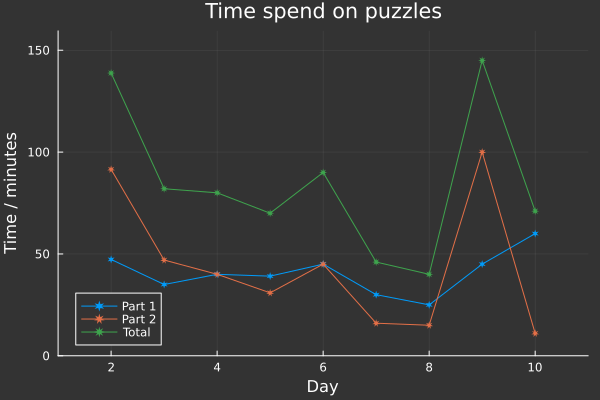 Time spend on puzzles
Time / minutes
150
100
50
0
Part 1
Part 2
Total
2 4 6 8 10
Day